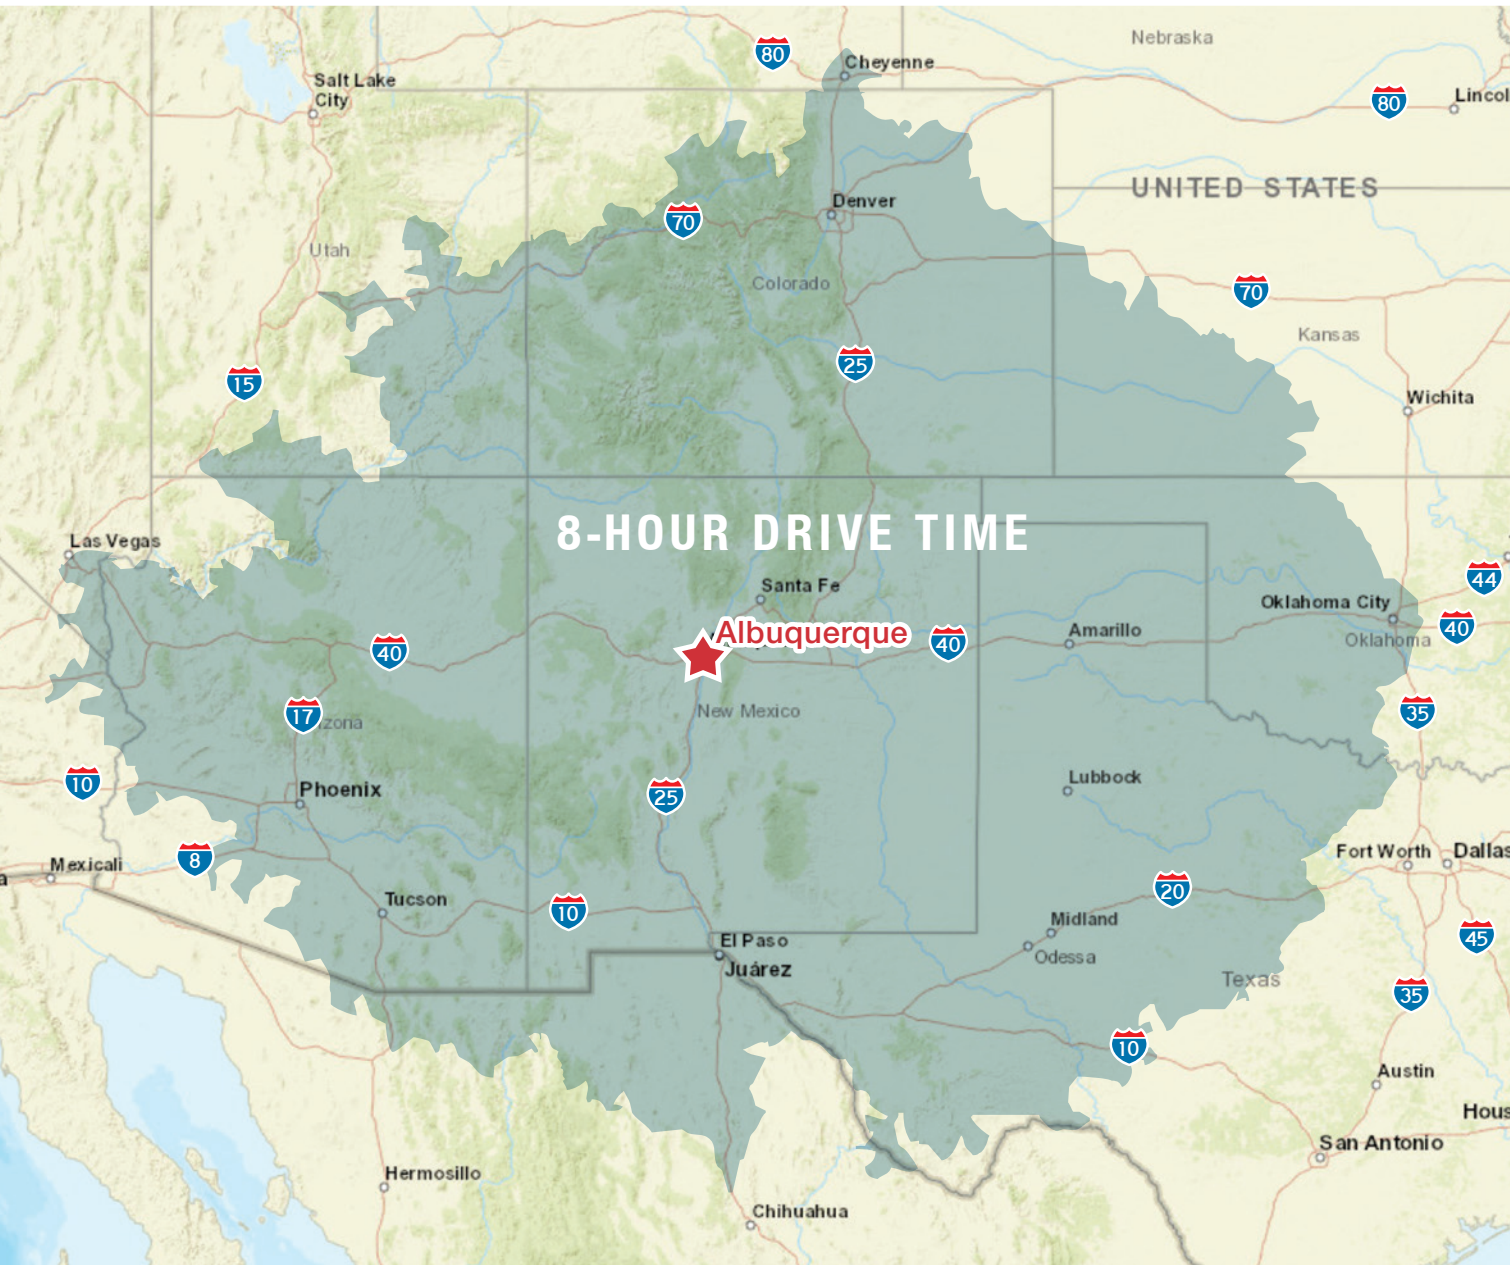 80
Cheyenne
Nebraska
Salt Lake
City
80
Lincol
UNITED STATES
Denver
70
Utah
Colorado
70
Kansas
25
15
Wichita
8-HOUR DRIVE TIME
Las Vegas
44
Santa Fe
Oklahoma City
Albuquerque
40
Amarillo
40
Oklahoma
40
17
zona
New Mexico
35
10
Phoenix
25
Lubbock
8
Mexicali
a
Fort Worth
Dallas
Tucson
10
20
Midland
El Paso
45
Odessa
Juárez
Texas
35
10
Austin
Hous
San Antonio
Hermosillo
Chihuahua